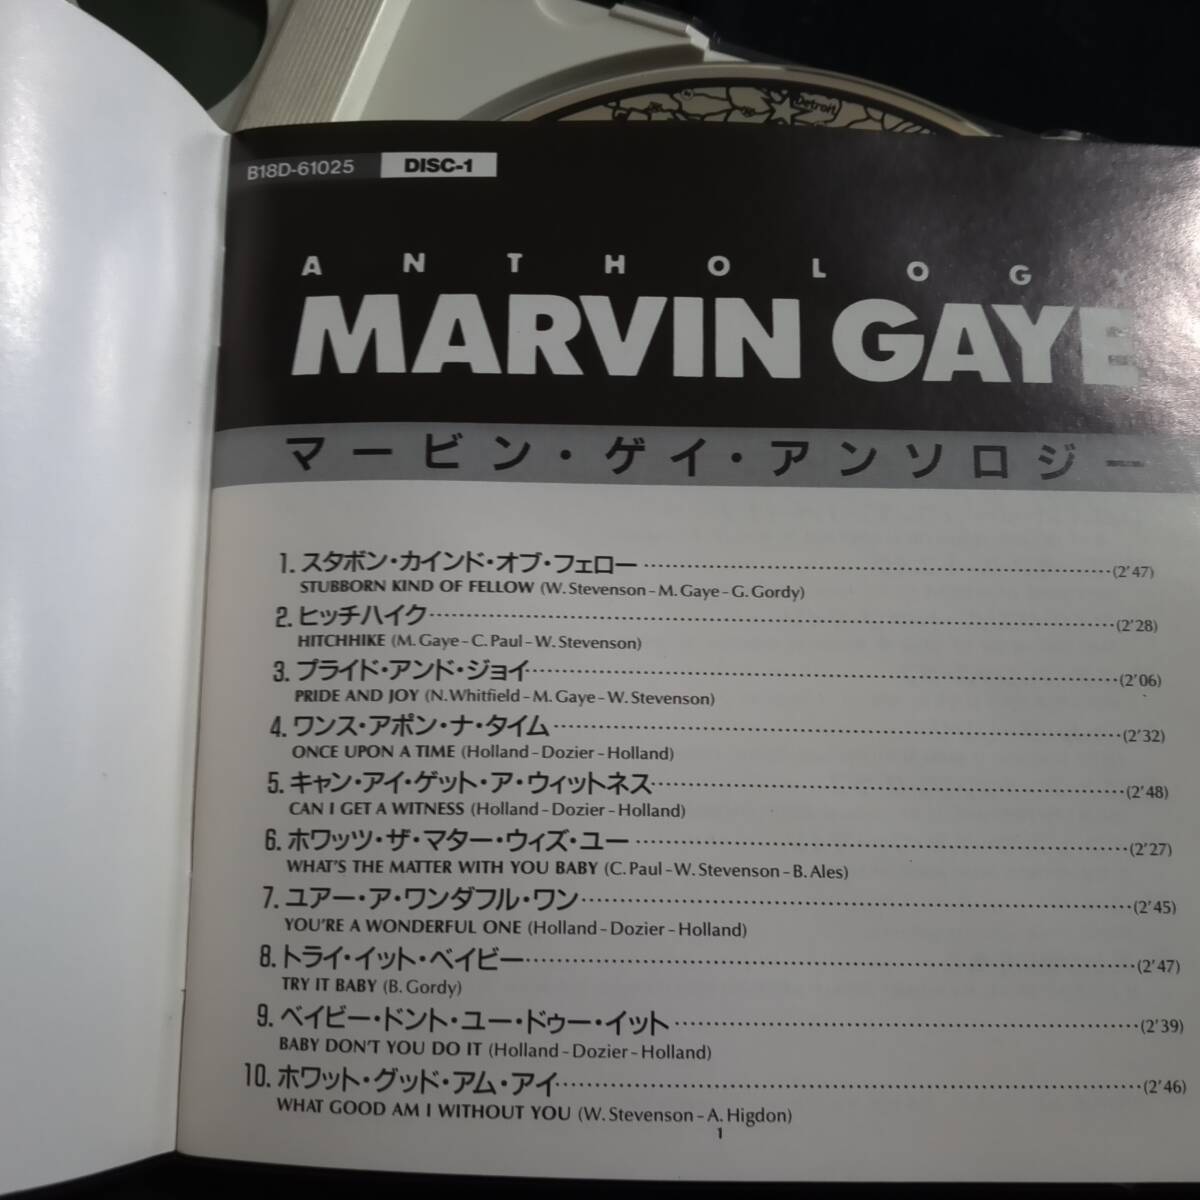 Detroit
B18D-61025 DISC-1
ANTHOLOGY
MARVIN GAYE
マービン・ゲイ・アンソロジー
1. スタボン・カインド・オブ・フェロー (2'47)
STUBBORN KIND OF FELLOW (W. Stevenson–M. Gaye–G. Gordy)
2. ヒッチハイク (2'28)
HITCHHIKE (M. Gaye–C. Paul–W. Stevenson)
3. プライド・アンド・ジョイ (2'06)
PRIDE AND JOY (N. Whitfield–M. Gaye–W. Stevenson)
4. ワンス・アポン・ナ・タイム (2'32)
ONCE UPON A TIME (Holland–Dozier–Holland)
5. キャン・アイ・ゲット・ア・ウィットネス (2'48)
CAN I GET A WITNESS (Holland–Dozier–Holland)
6. ホワッツ・ザ・マター・ウィズ・ユー (2'27)
WHAT'S THE MATTER WITH YOU BABY (C. Paul–W. Stevenson–B. Ales)
7. ユアー・ア・ワンダフル・ワン (2'45)
YOU'RE A WONDERFUL ONE (Holland–Dozier–Holland)
8. トライ・イット・ベイビー (2'47)
TRY IT BABY (B. Gordy)
9. ベイビー・ドント・ユー・ドゥー・イット (2'39)
BABY DON'T YOU DO IT (Holland–Dozier–Holland)
10. ホワット・グッド・アム・アイ (2'46)
WHAT GOOD AM I WITHOUT YOU (W. Stevenson–A. Higdon)
1